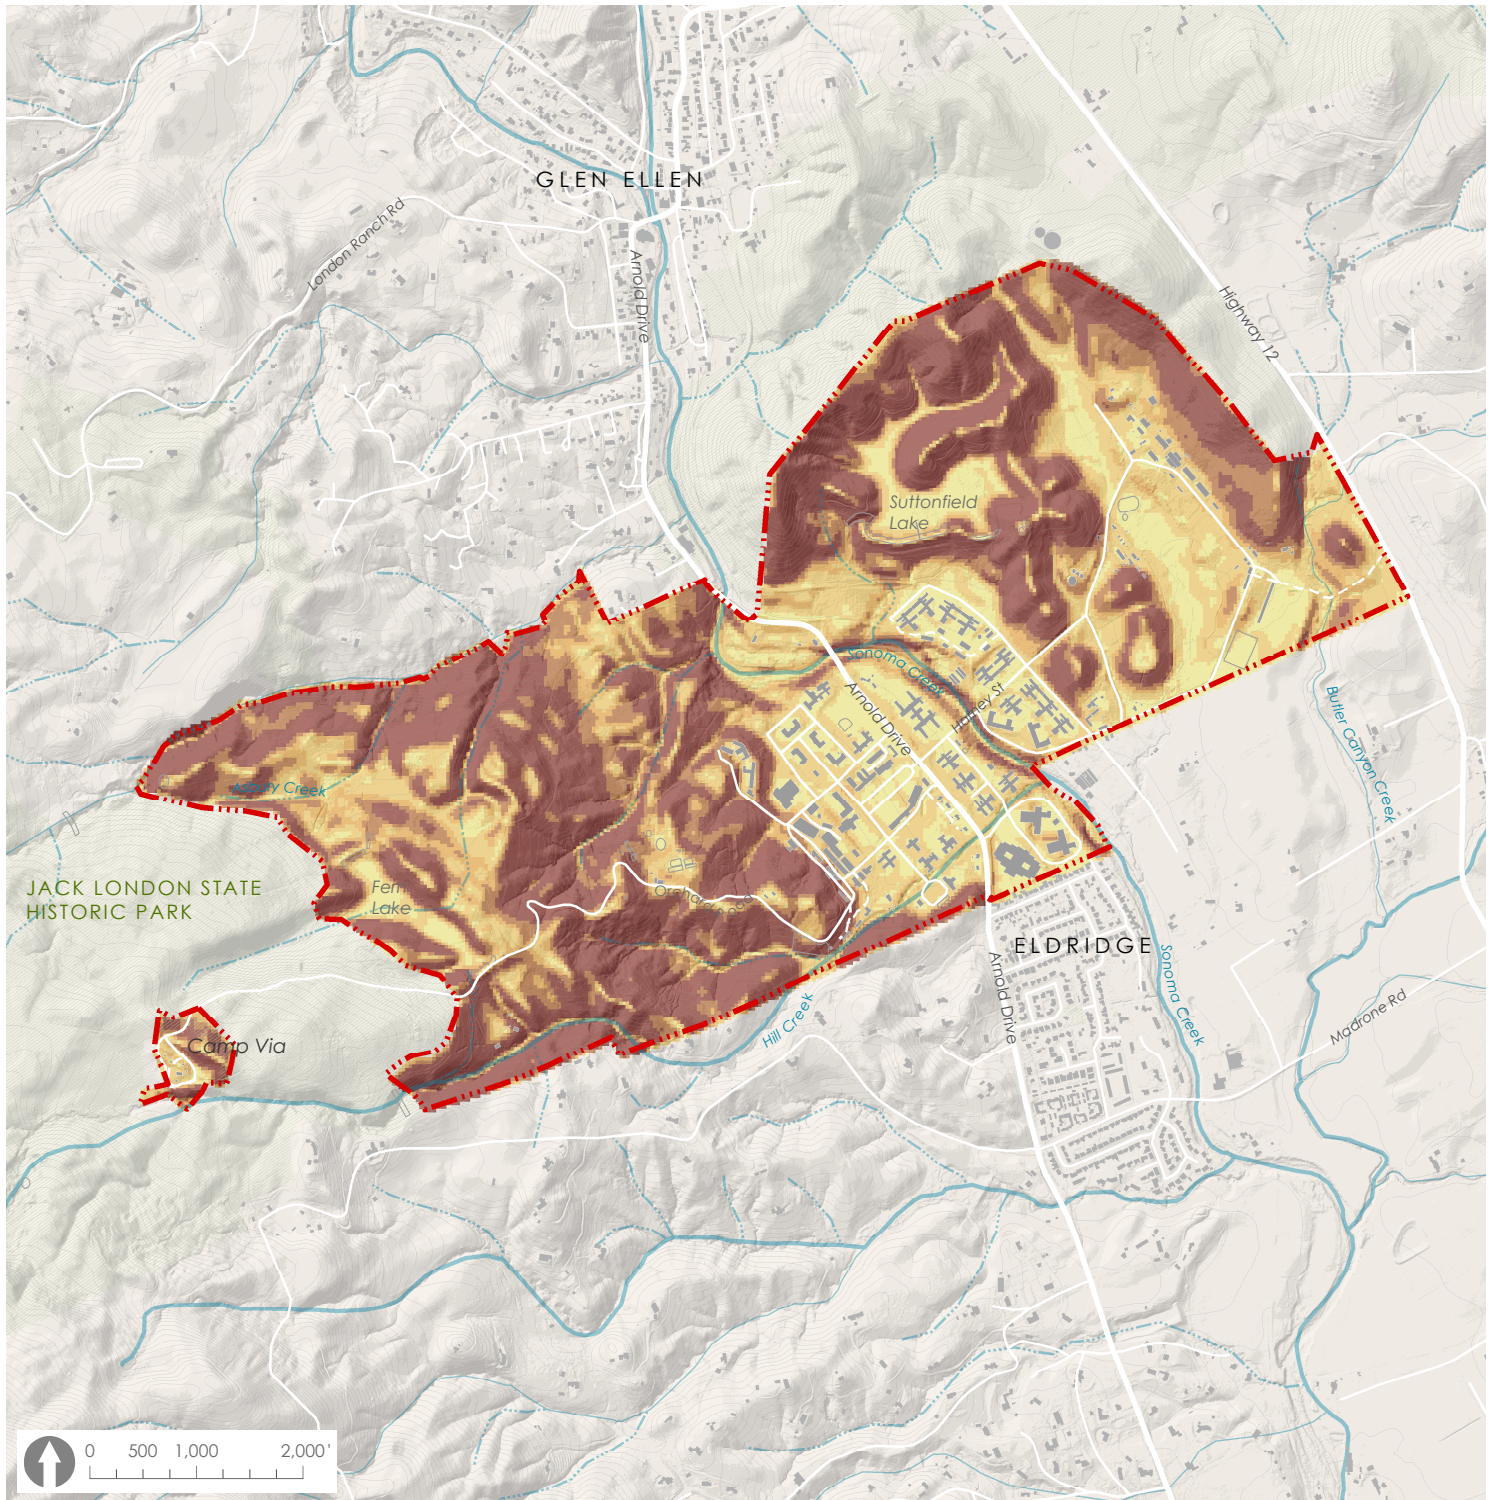 GLEN ELLEN
London Ranch Rd
Arnold Drive
Highway 12
Suttonfield
Lake
Sonoma Creek
Arnold Drive
Harney St
Butler Canyon Creek
Asbury Creek
JACK LONDON STATE
HISTORIC PARK
Fern
Lake
Orchard Road
ELDRIDGE
Arnold Drive
Sonoma Creek
Hill Creek
Madrone Rd
Camp Via
0 500 1,000 2,000'